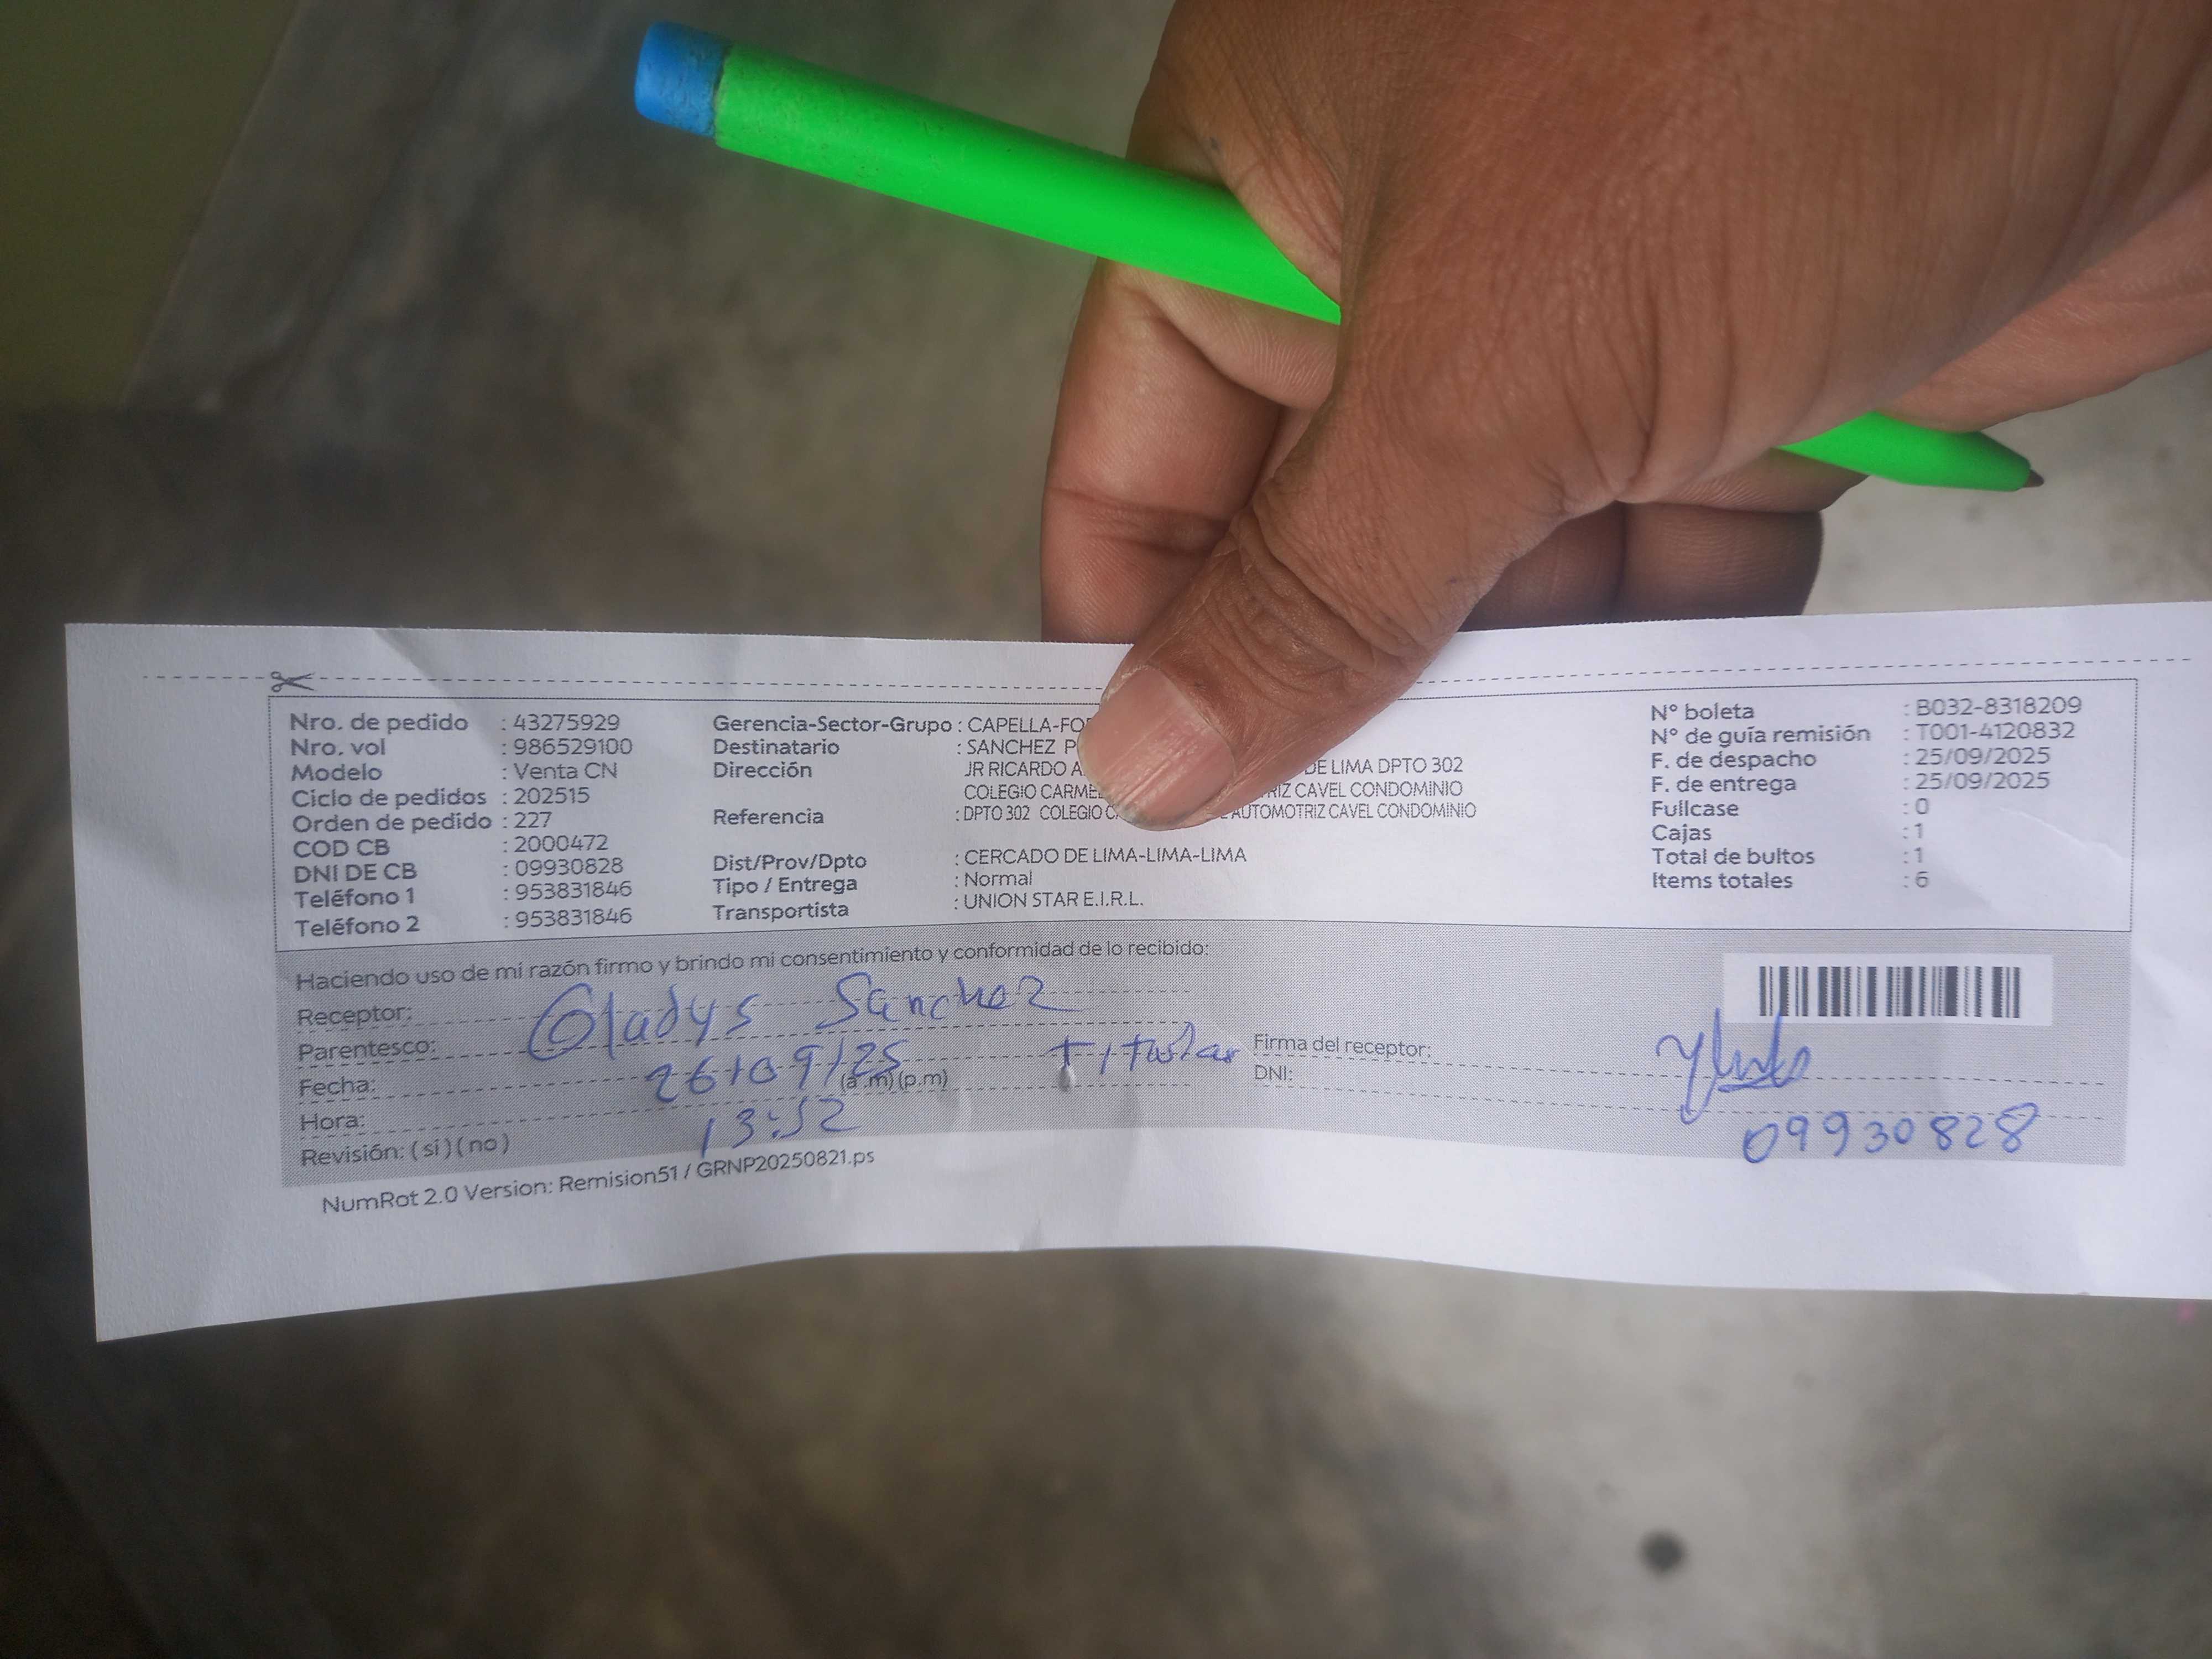 Nro. de pedido : 43275929
Nro. vol : 986529100
Modelo : Venta CN
Ciclo de pedidos : 202515
Orden de pedido : 227
COD CB : 2000472
DNI DE CB : 09930828
Teléfono 1 : 953831846
Teléfono 2 : 953831846
Gerencia-Sector-Grupo : CAPELLA-
Destinatario : SANCHEZ
Dirección JR RICARDO DE LIMA DPTO 302
COLEGIO CAVEL CONDOMINIO
Referencia : DPTO 302 COLEGIO AUTOMOTRIZ CAVEL CONDOMINIO
Dist/Prov/Dpto : CERCADO DE LIMA-LIMA-LIMA
Tipo / Entrega : Normal
Transportista : UNION STAR E.I.R.L.
N° boleta : B032-8318209
N° de guía remisión : T001-4120832
F. de despacho : 25/09/2025
F. de entrega : 25/09/2025
Fullcase : 0
Cajas : 1
Total de bultos : 1
Items totales : 6
Haciendo uso de mi razón firmo y brindo mi consentimiento y conformidad de lo recibido:
Receptor: Gladys Sanchez
Parentesco: Titular
Fecha: 26/09/25
(a.m)(p.m)
Hora: 13:52
Revisión: (si) (no)
Firma del receptor:
DNI: 09930828
NumRot 2.0 Version: Remision51 / GRNP20250821.ps